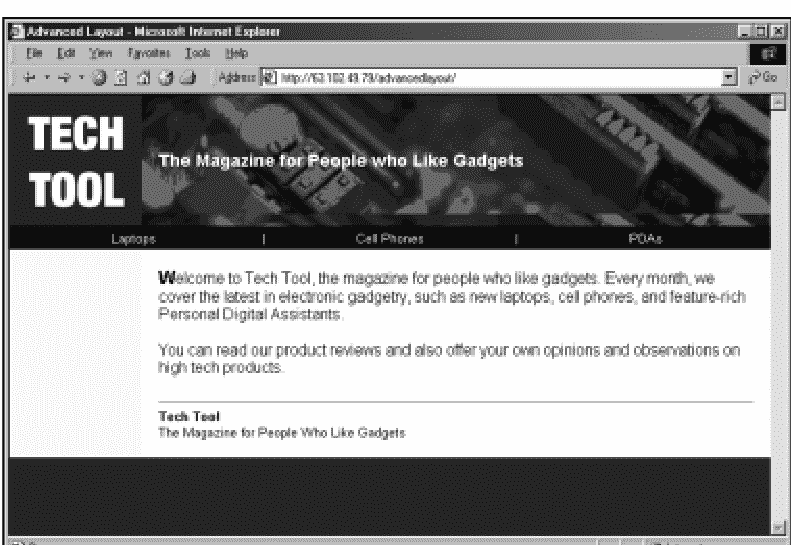 Advanced Layout - Microsoft Internet Explorer
File Edit View Favorites Tools Help
Address http://63.102.49.79/advancedlayout/ Go
TECH
TOOL
The Magazine for People who Like Gadgets
Laptops | Cell Phones | PDAs
Welcome to Tech Tool, the magazine for people who like gadgets. Every month, we
cover the latest in electronic gadgetry, such as new laptops, cell phones, and feature-rich
Personal Digital Assistants.
You can read our product reviews and also offer your own opinions and observations on
high tech products.
Tech Tool
The Magazine for People Who Like Gadgets